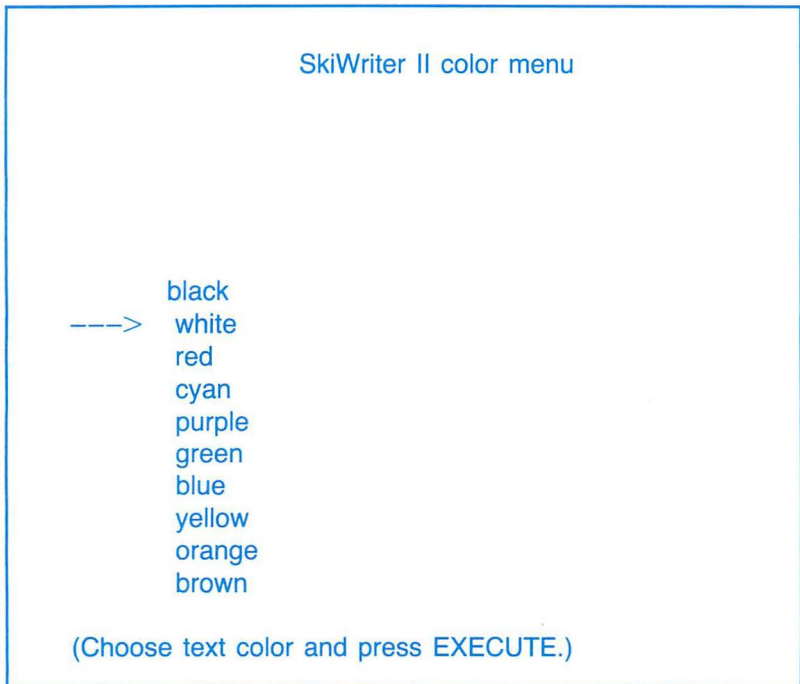 SkiWriter II color menu
black
---> white
red
cyan
purple
green
blue
yellow
orange
brown
(Choose text color and press EXECUTE.)